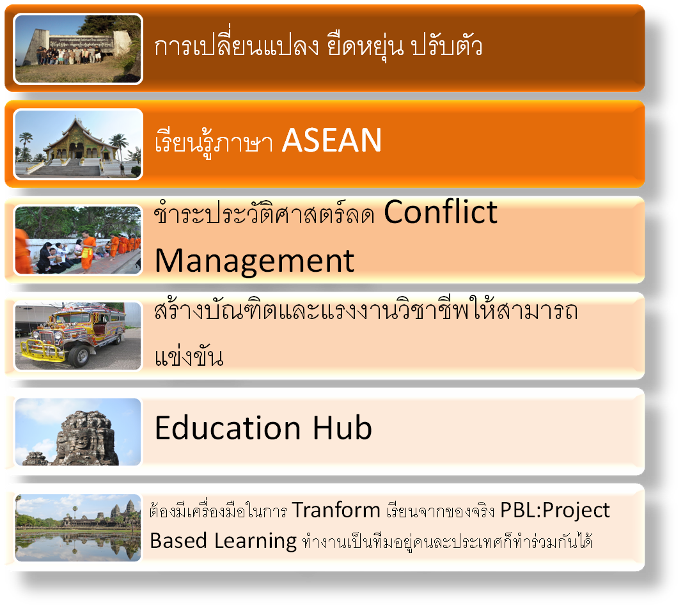 การเปลี่ยนแปลง ยืดหยุ่น ปรับตัว
เรียนรู้ภาษา ASEAN
ชำระประวัติศาสตร์ลด Conflict
Management
สร้างบัณฑิตและแรงงานวิชาชีพให้สามารถ
แข่งขัน
Education Hub
ต้องมีเครื่องมือในการ Tranform เรียนจากของจริง PBL:Project
Based Learning ทำงานเป็นทีมอยู่คนละประเทศก็ทำร่วมกันได้